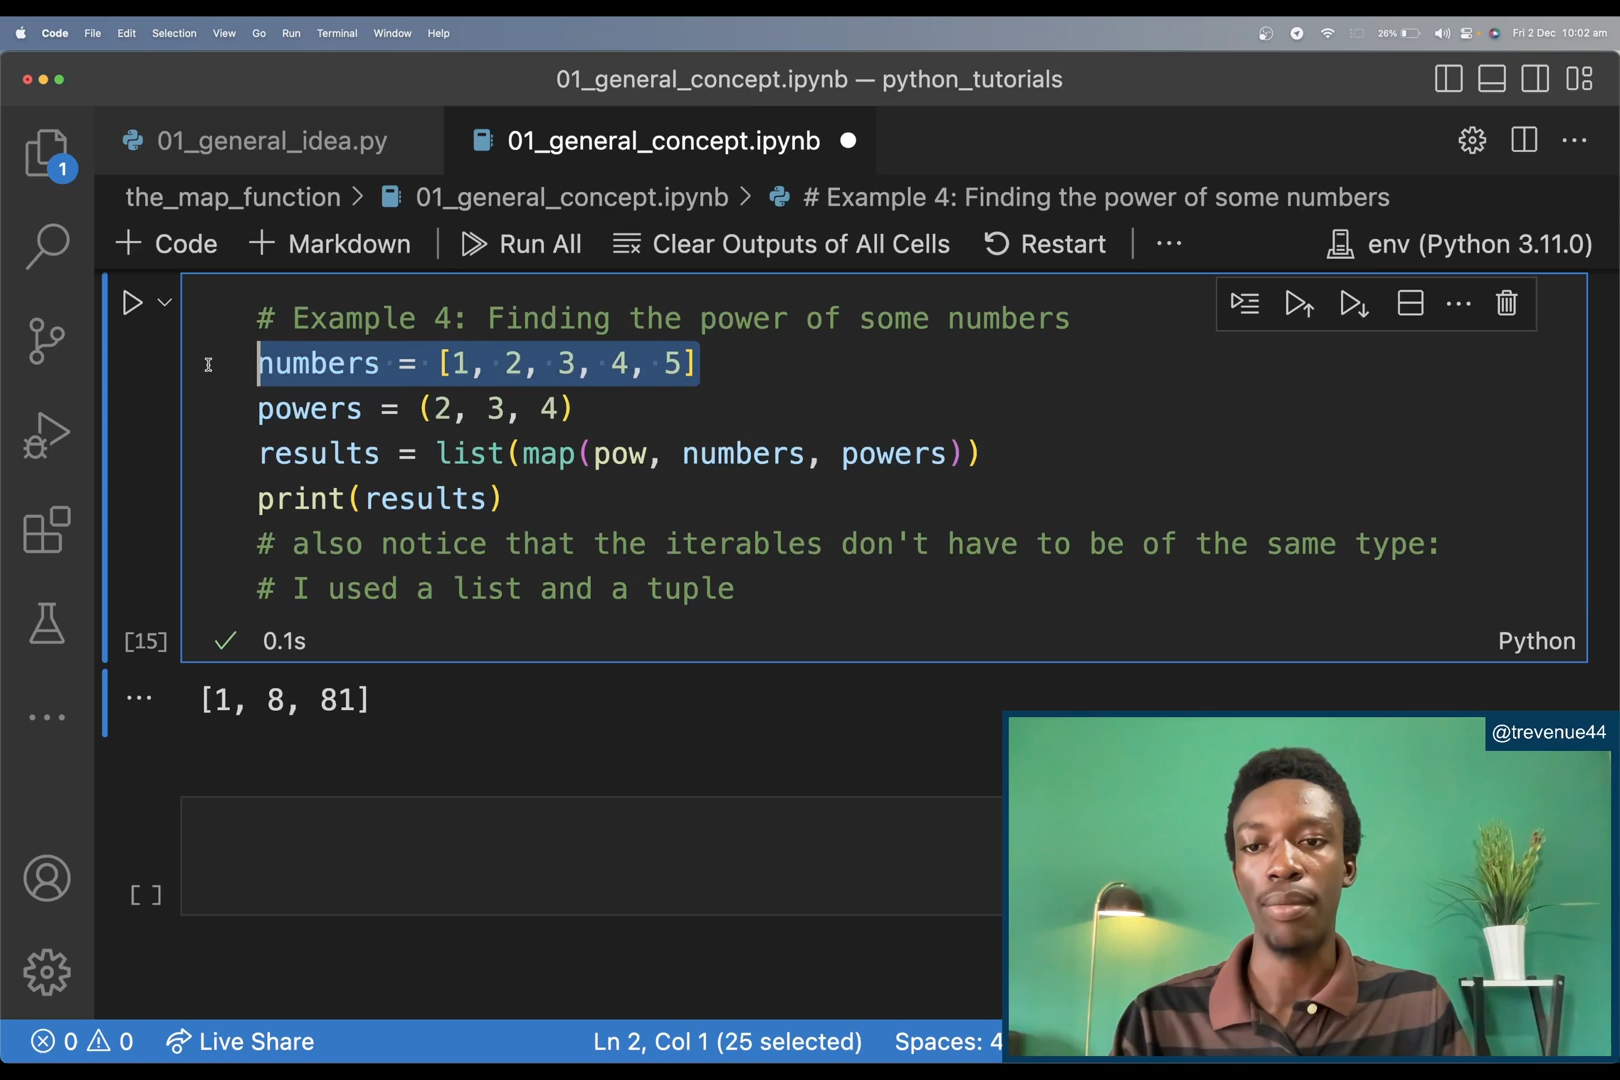 Code File Edit Selection View Go Run Terminal Window Help 26% Fri 2 Dec 10:02 am
01_general_concept.ipynb — python_tutorials
1
01_general_idea.py 01_general_concept.ipynb
the_map_function > 01_general_concept.ipynb > # Example 4: Finding the power of some numbers
+ Code + Markdown Run All Clear Outputs of All Cells Restart ... env (Python 3.11.0)
# Example 4: Finding the power of some numbers
numbers = [1, 2, 3, 4, 5]
powers = (2, 3, 4)
results = list(map(pow, numbers, powers))
print(results)
# also notice that the iterables don't have to be of the same type:
# I used a list and a tuple
[15] 0.1s Python
[1, 8, 81]
@trevenue44
[ ]
0 0 Live Share Ln 2, Col 1 (25 selected) Spaces: 4